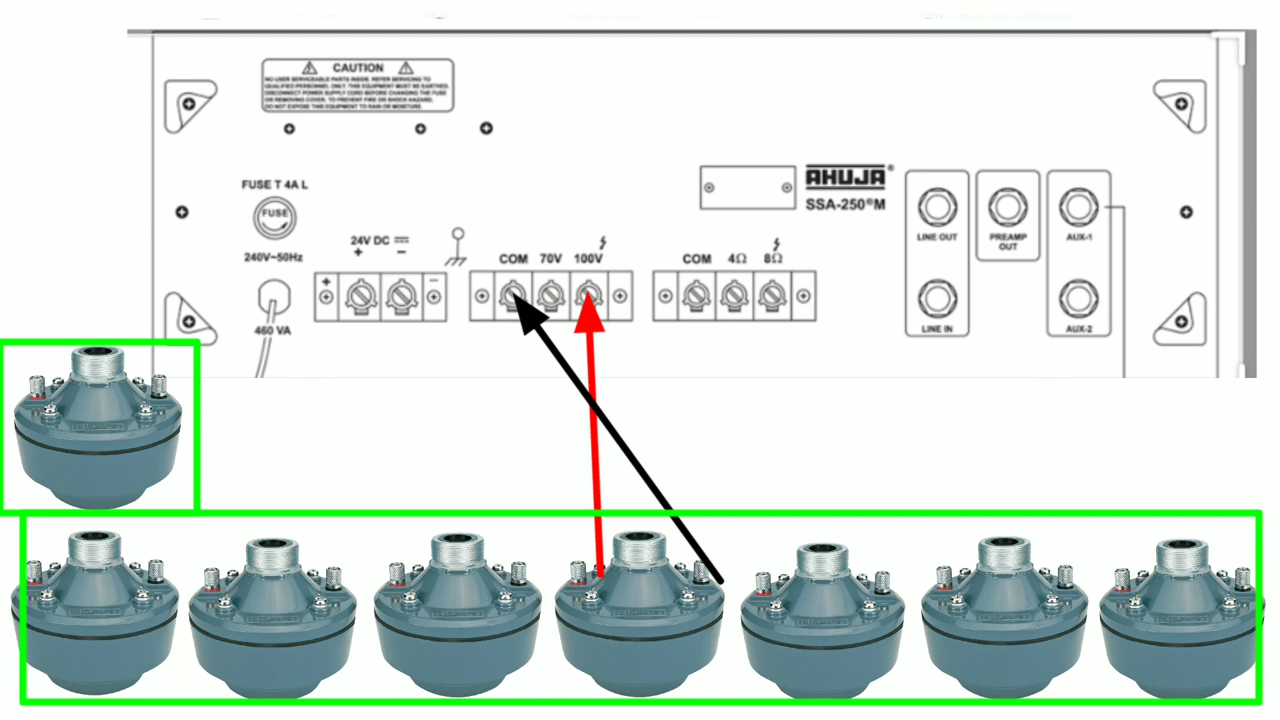 CAUTION
NO USER SERVICEABLE PARTS INSIDE. REFER SERVICING TO
QUALIFIED PERSONNEL ONLY. THIS EQUIPMENT MUST BE EARTHED.
DISCONNECT POWER SUPPLY CORD BEFORE CHANGING THE FUSE
OR REMOVING COVER. TO PREVENT FIRE OR SHOCK HAZARD,
DO NOT EXPOSE THIS EQUIPMENT TO RAIN OR MOISTURE.
AHUJA®
SSA-250®M
FUSE T 4A L
FUSE
240V~50Hz
460 VA
24V DC
+ −
+ −
COM 70V 100V
COM 4Ω 8Ω
LINE OUT
PREAMP
OUT
AUX-1
LINE IN
AUX-2